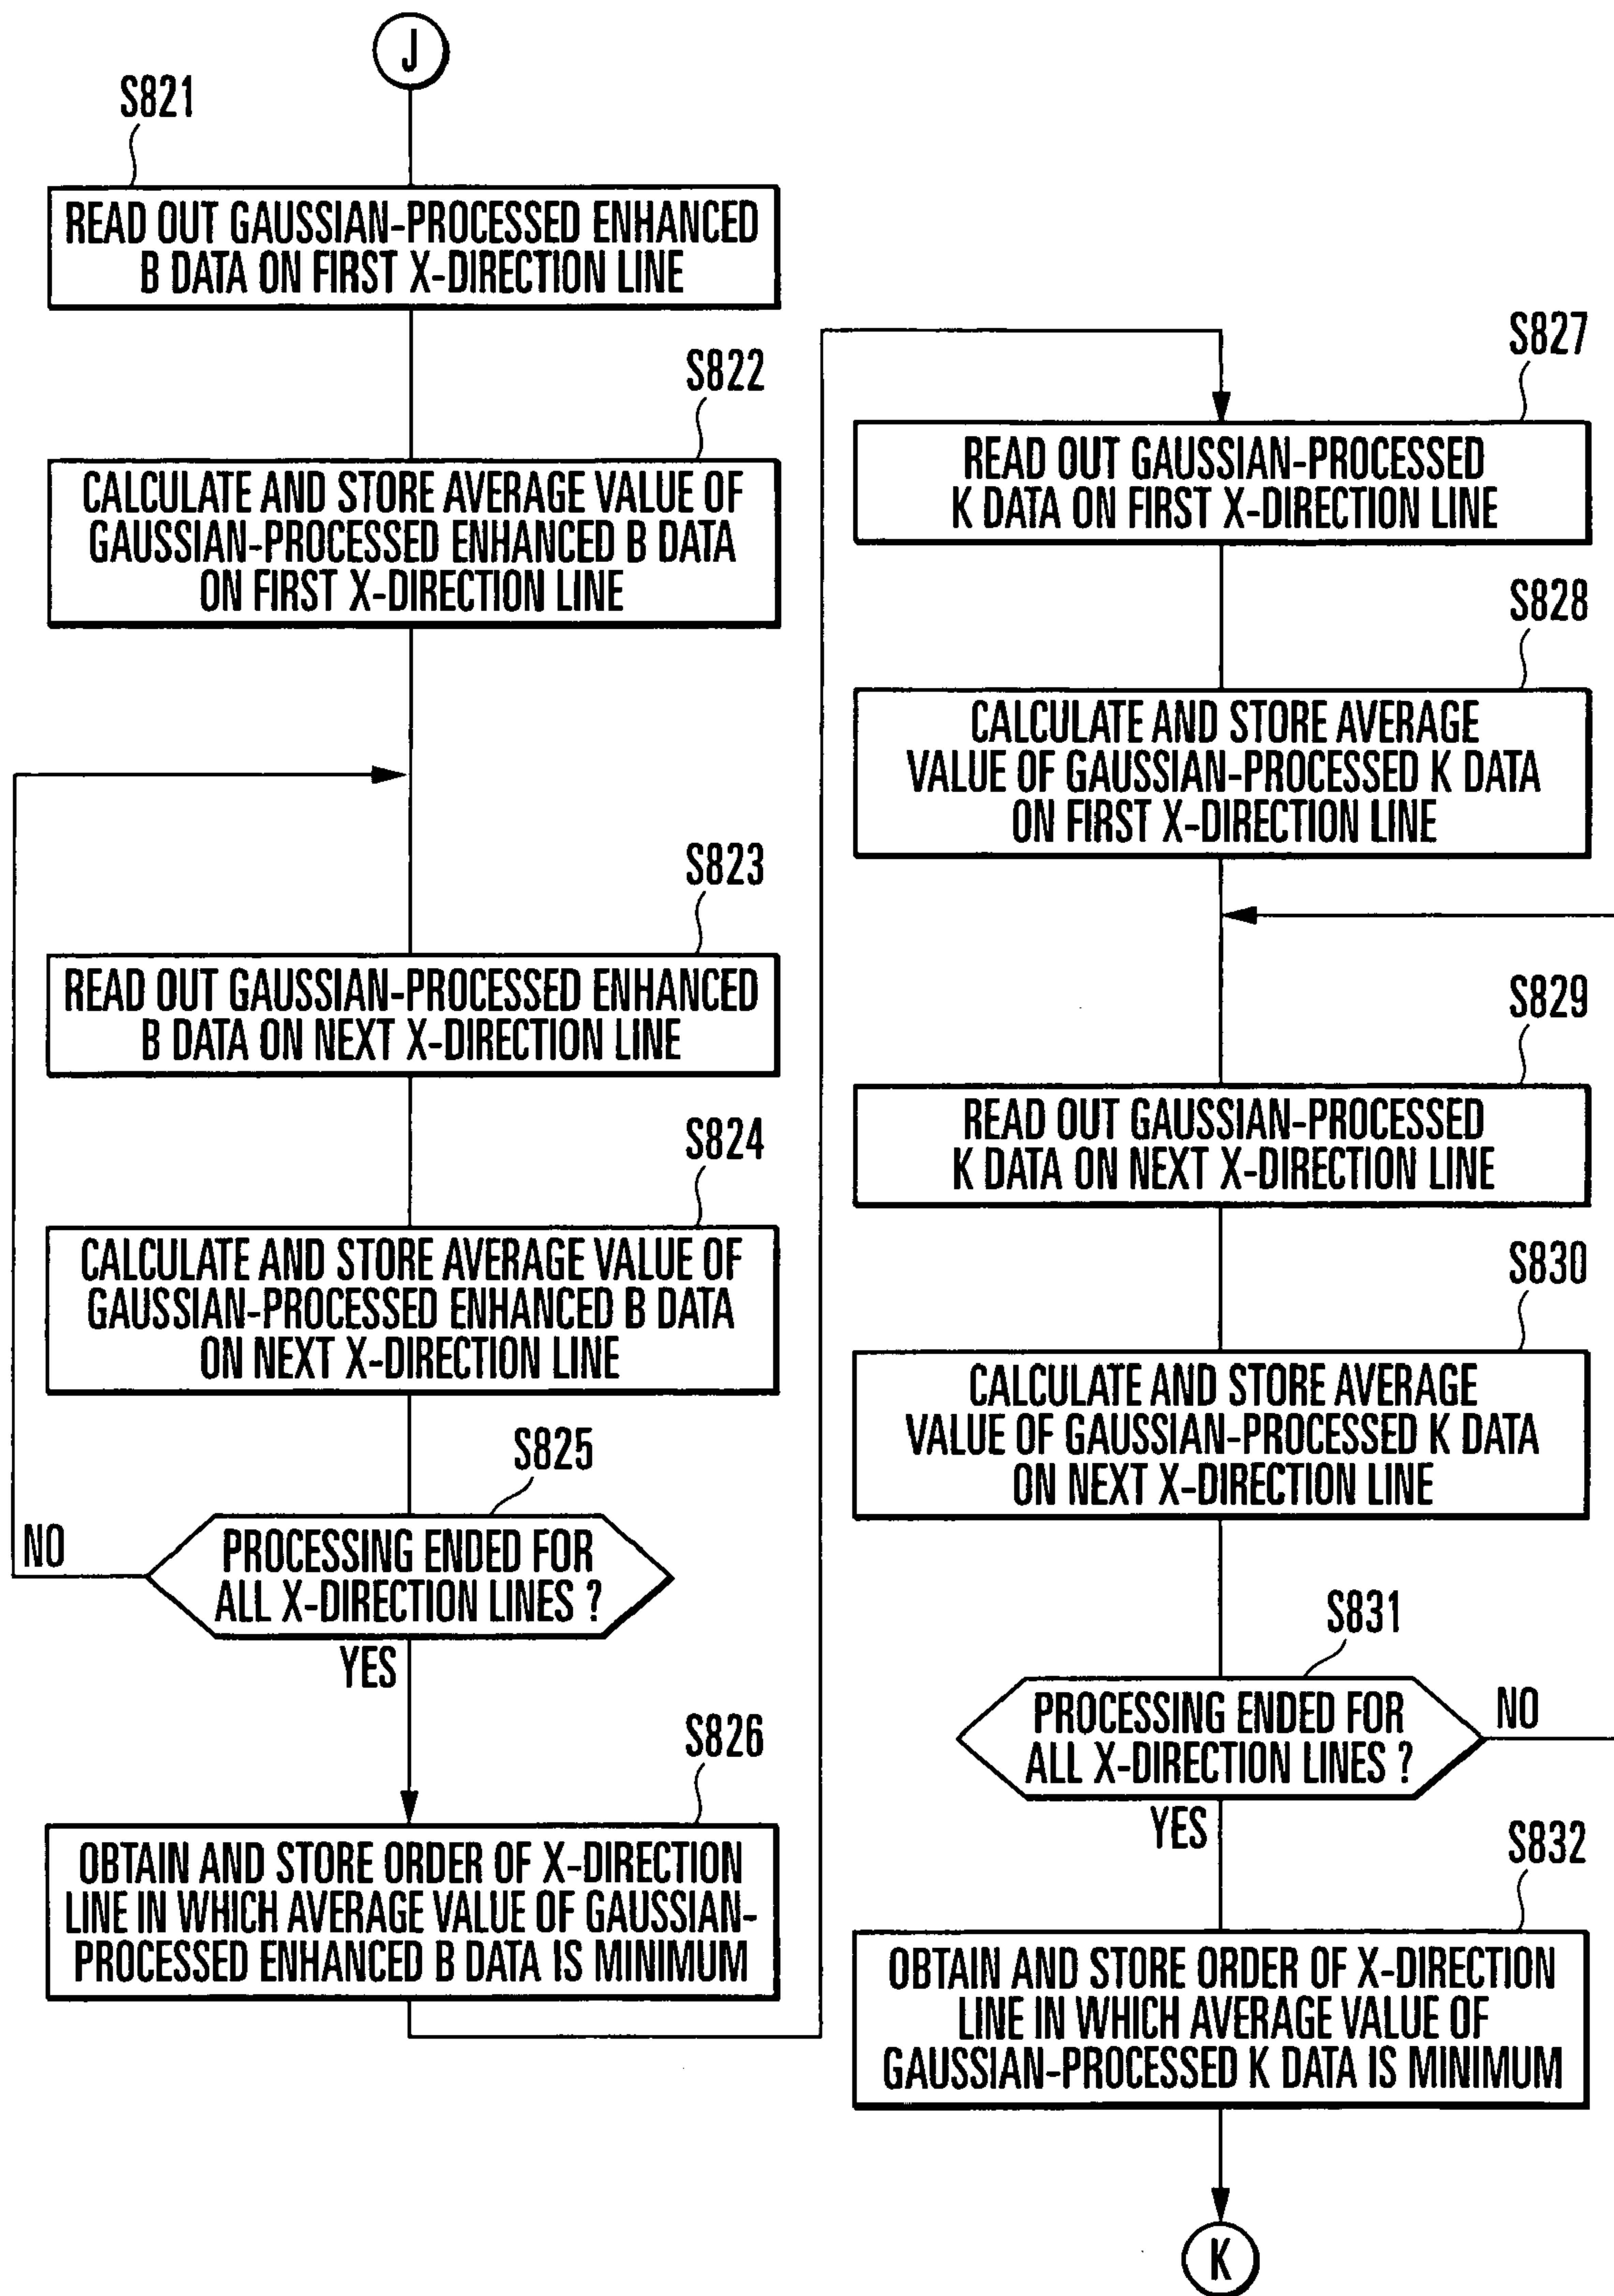 J
S821
READ OUT GAUSSIAN-PROCESSED ENHANCED
B DATA ON FIRST X-DIRECTION LINE
S822
CALCULATE AND STORE AVERAGE VALUE OF
GAUSSIAN-PROCESSED ENHANCED B DATA
ON FIRST X-DIRECTION LINE
S823
READ OUT GAUSSIAN-PROCESSED ENHANCED
B DATA ON NEXT X-DIRECTION LINE
S824
CALCULATE AND STORE AVERAGE VALUE OF
GAUSSIAN-PROCESSED ENHANCED B DATA
ON NEXT X-DIRECTION LINE
S825
NO
PROCESSING ENDED FOR
ALL X-DIRECTION LINES ?
YES
S826
OBTAIN AND STORE ORDER OF X-DIRECTION
LINE IN WHICH AVERAGE VALUE OF GAUSSIAN-
PROCESSED ENHANCED B DATA IS MINIMUM
S827
READ OUT GAUSSIAN-PROCESSED
K DATA ON FIRST X-DIRECTION LINE
S828
CALCULATE AND STORE AVERAGE
VALUE OF GAUSSIAN-PROCESSED K DATA
ON FIRST X-DIRECTION LINE
S829
READ OUT GAUSSIAN-PROCESSED
K DATA ON NEXT X-DIRECTION LINE
S830
CALCULATE AND STORE AVERAGE
VALUE OF GAUSSIAN-PROCESSED K DATA
ON NEXT X-DIRECTION LINE
S831
PROCESSING ENDED FOR
ALL X-DIRECTION LINES ?
NO
YES
S832
OBTAIN AND STORE ORDER OF X-DIRECTION
LINE IN WHICH AVERAGE VALUE OF
GAUSSIAN-PROCESSED K DATA IS MINIMUM
K